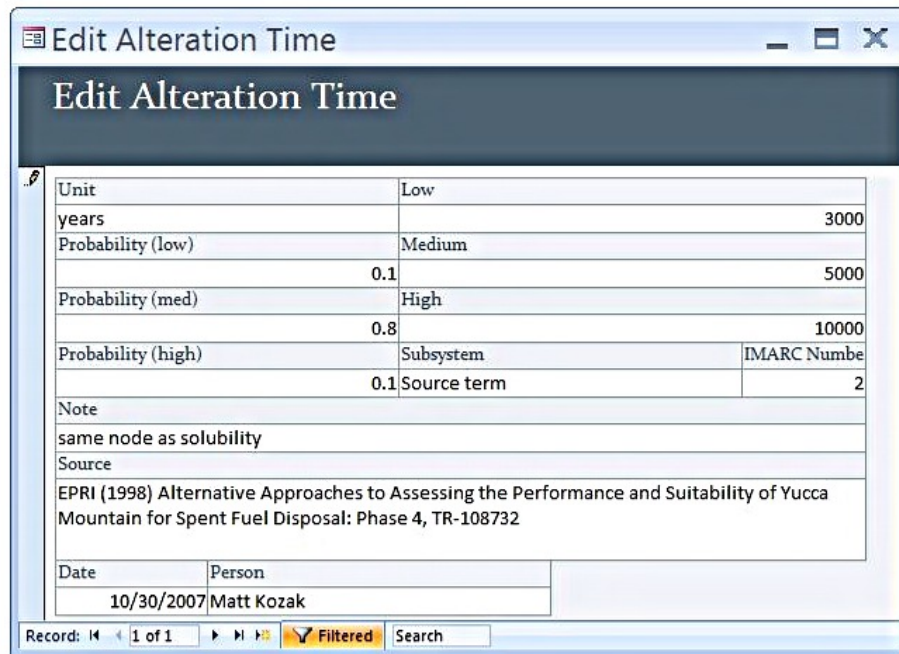 Edit Alteration Time
Edit Alteration Time
Unit Low
years 3000
Probability (low) Medium
0.1 5000
Probability (med) High
0.8 10000
Probability (high) Subsystem IMARC Numbe
0.1 Source term 2
Note
same node as solubility
Source
EPRI (1998) Alternative Approaches to Assessing the Performance and Suitability of Yucca
Mountain for Spent Fuel Disposal: Phase 4, TR-108732
Date Person
10/30/2007 Matt Kozak
Record: 1 of 1 Filtered Search